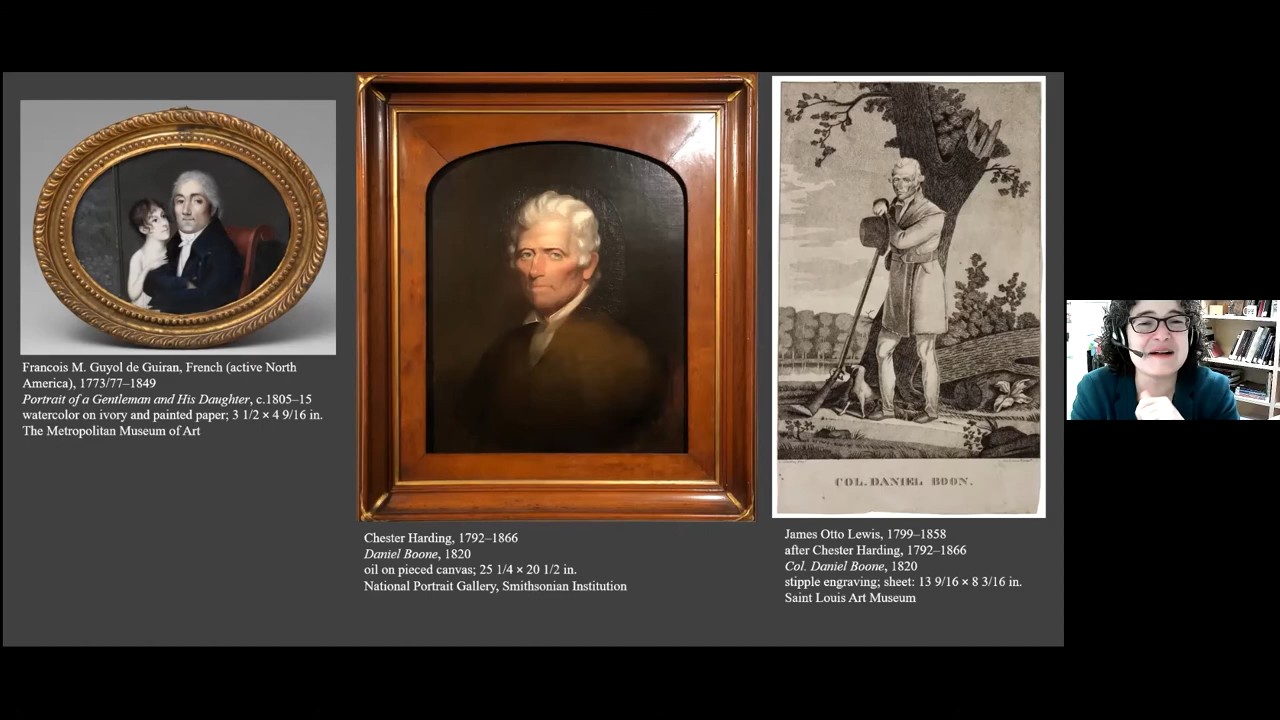 Francois M. Guyol de Guiran, French (active North
America), 1773/77–1849
Portrait of a Gentleman and His Daughter, c.1805–15
watercolor on ivory and painted paper; 3 1/2 × 4 9/16 in.
The Metropolitan Museum of Art
Chester Harding, 1792–1866
Daniel Boone, 1820
oil on pieced canvas; 25 1/4 × 20 1/2 in.
National Portrait Gallery, Smithsonian Institution
COL. DANIEL BOON.
James Otto Lewis, 1799–1858
after Chester Harding, 1792–1866
Col. Daniel Boone, 1820
stipple engraving; sheet: 13 9/16 × 8 3/16 in.
Saint Louis Art Museum